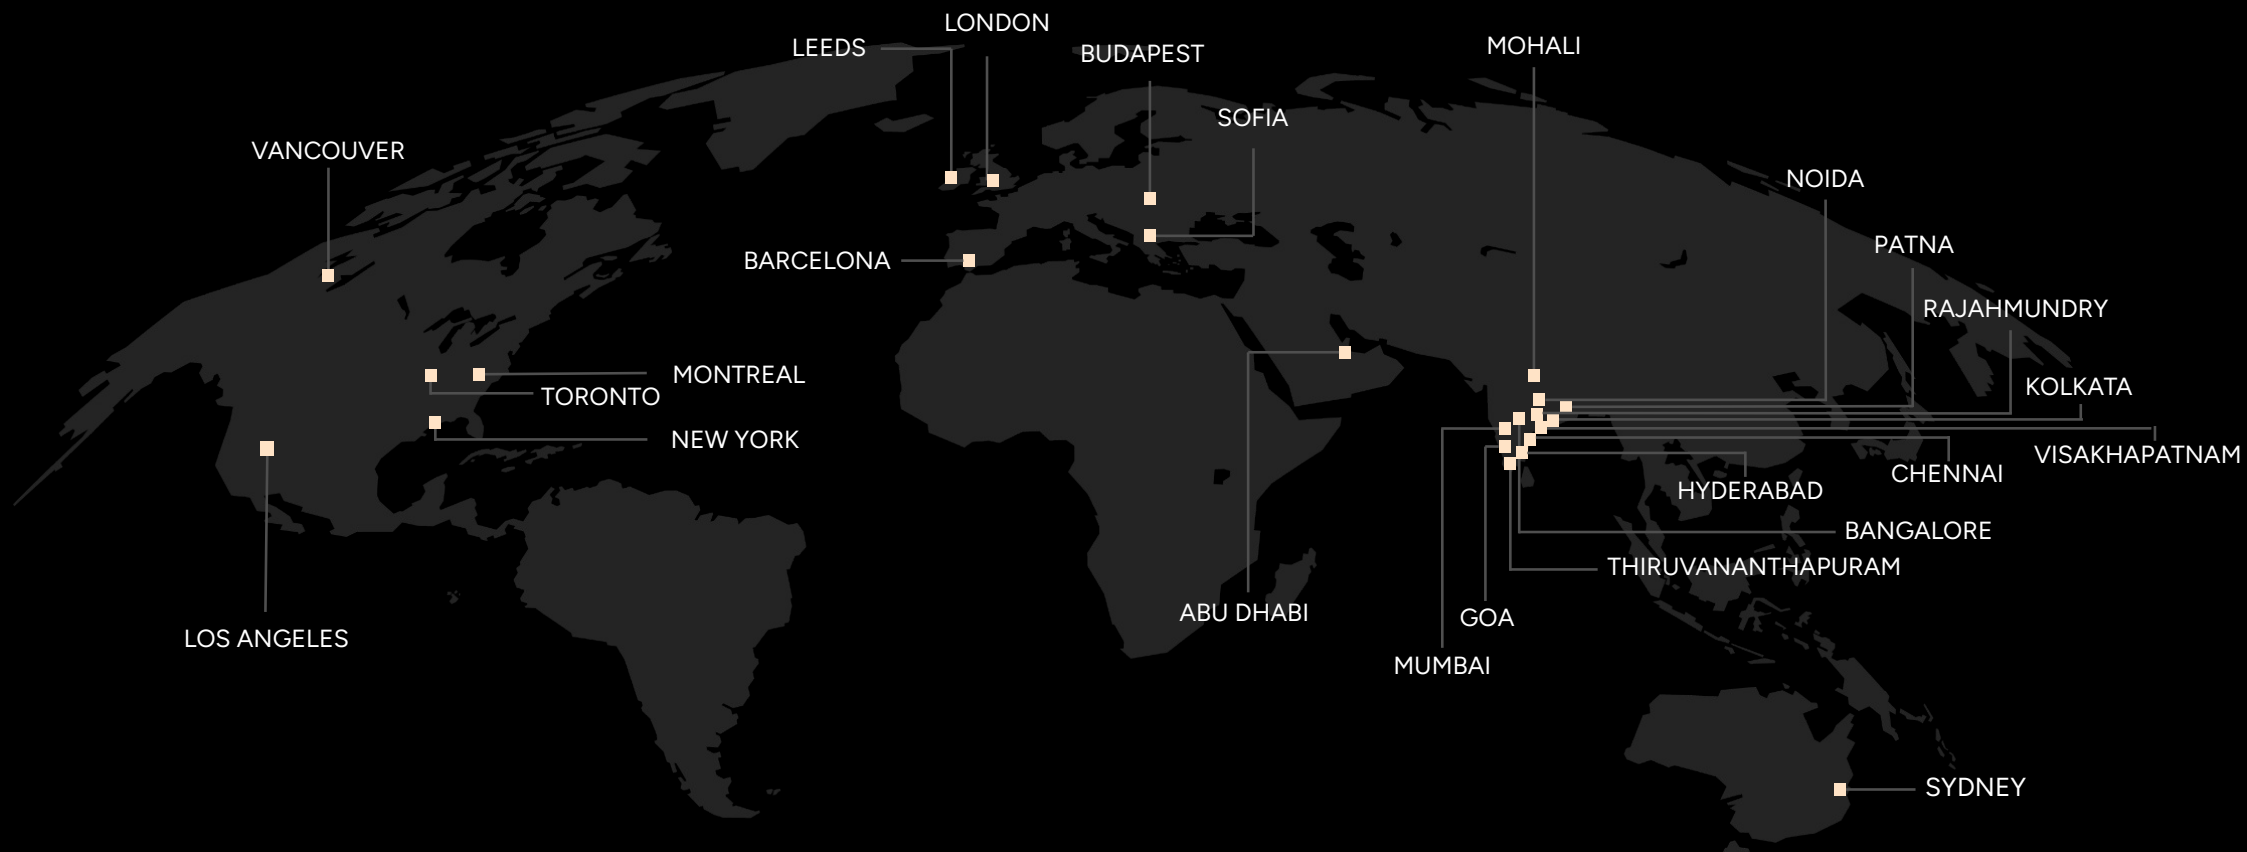 LONDON
LEEDS
BUDAPEST
MOHALI
SOFIA
VANCOUVER
NOIDA
PATNA
BARCELONA
RAJAHMUNDRY
MONTREAL
TORONTO
KOLKATA
NEW YORK
VISAKHAPATNAM
CHENNAI
HYDERABAD
BANGALORE
THIRUVANANTHAPURAM
ABU DHABI
GOA
LOS ANGELES
MUMBAI
SYDNEY